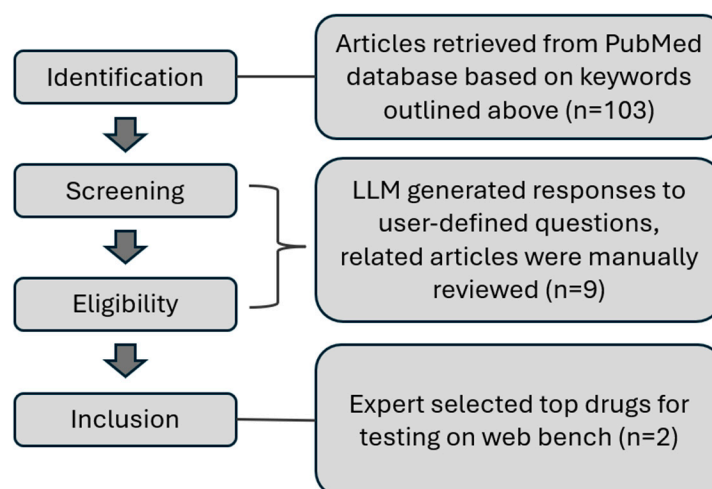 Identification
Articles retrieved from PubMed
database based on keywords
outlined above (n=103)
Screening
Eligibility
LLM generated responses to
user-defined questions,
related articles were manually
reviewed (n=9)
Inclusion
Expert selected top drugs for
testing on web bench (n=2)